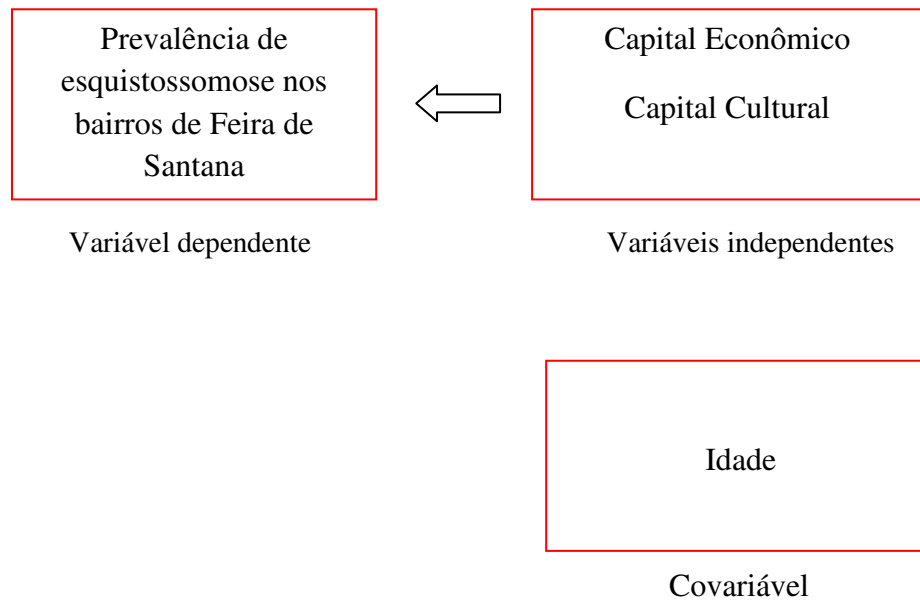 Prevalência de
esquistossomose nos
bairros de Feira de
Santana
Variável dependente
Capital Econômico
Capital Cultural
Variáveis independentes
Idade
Covariável